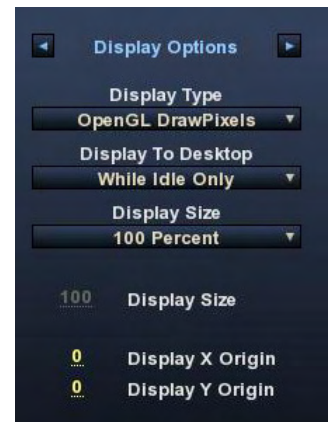 Display Options
Display Type
OpenGL DrawPixels
Display To Desktop
While Idle Only
Display Size
100 Percent
100 Display Size
0 Display X Origin
0 Display Y Origin